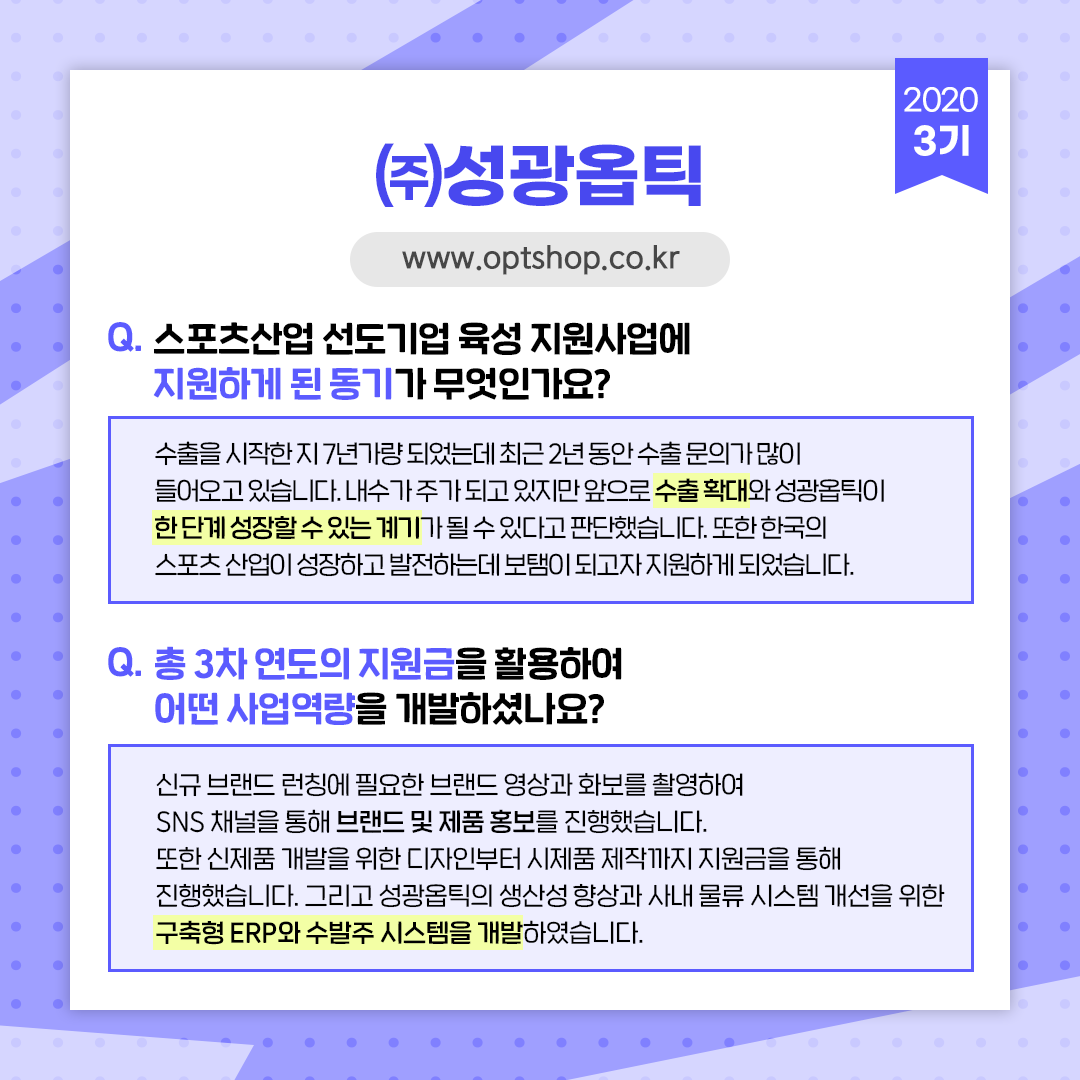 2020
3기
㈜성광옵틱
www.optshop.co.kr
Q. 스포츠산업 선도기업 육성 지원사업에
지원하게 된 동기가 무엇인가요?
수출을 시작한 지 7년가량 되었는데 최근 2년 동안 수출 문의가 많이
들어오고 있습니다. 내수가 주가 되고 있지만 앞으로 수출 확대와 성광옵틱이
한 단계 성장할 수 있는 계기가 될 수 있다고 판단했습니다. 또한 한국의
스포츠 산업이 성장하고 발전하는데 보탬이 되고자 지원하게 되었습니다.
Q. 총 3차 연도의 지원금을 활용하여
어떤 사업역량을 개발하셨나요?
신규 브랜드 런칭에 필요한 브랜드 영상과 화보를 촬영하여
SNS 채널을 통해 브랜드 및 제품 홍보를 진행했습니다.
또한 신제품 개발을 위한 디자인부터 시제품 제작까지 지원금을 통해
진행했습니다. 그리고 성광옵틱의 생산성 향상과 사내 물류 시스템 개선을 위한
구축형 ERP와 수발주 시스템을 개발하였습니다.